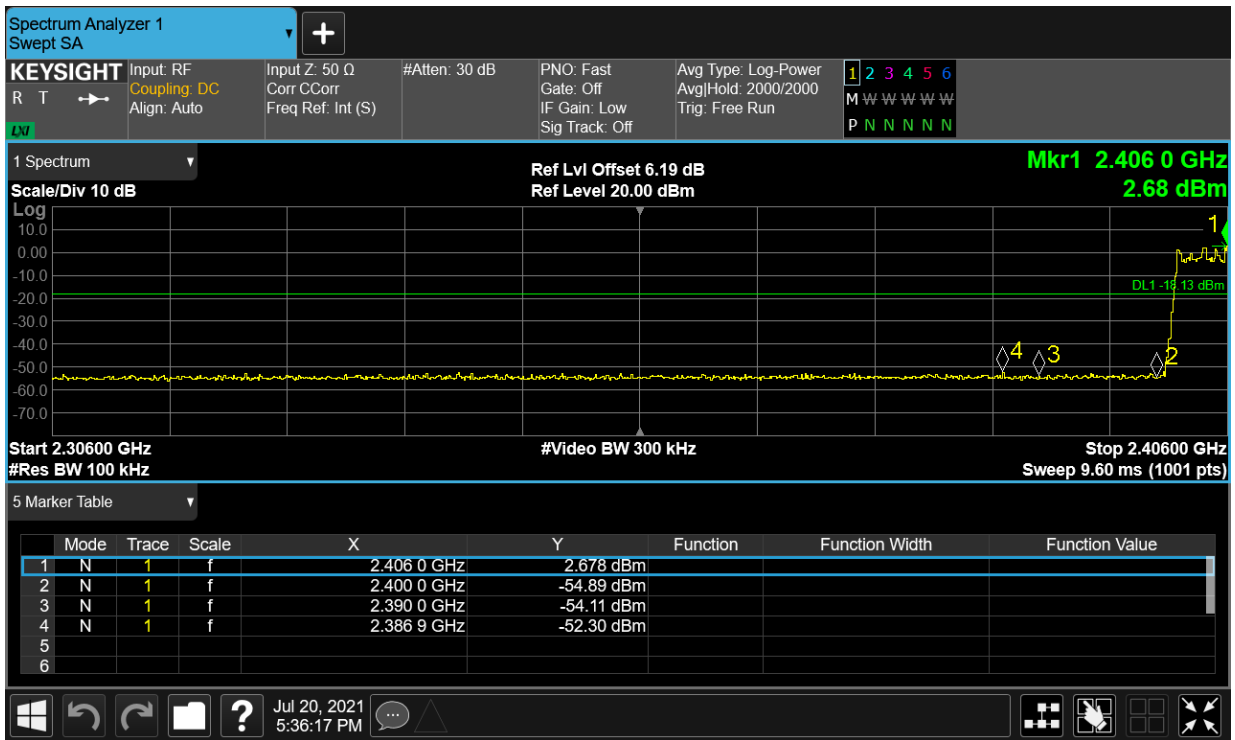 Spectrum Analyzer 1
Swept SA
KEYSIGHT
R T
LXI
Input: RF
Coupling: DC
Align: Auto
Input Z: 50 Ω
Corr CCorr
Freq Ref: Int (S)
#Atten: 30 dB
PNO: Fast
Gate: Off
IF Gain: Low
Sig Track: Off
Avg Type: Log-Power
Avg|Hold: 2000/2000
Trig: Free Run
1 2 3 4 5 6
M W W W W W
P N N N N N
1 Spectrum
Scale/Div 10 dB
Ref Lvl Offset 6.19 dB
Ref Level 20.00 dBm
Mkr1 2.406 0 GHz
2.68 dBm
Log
10.0
0.00
-10.0
-20.0
-30.0
-40.0
-50.0
-60.0
-70.0
1
DL1 -18.13 dBm
4 3 2
Start 2.30600 GHz
#Res BW 100 kHz
#Video BW 300 kHz
Stop 2.40600 GHz
Sweep 9.60 ms (1001 pts)
5 Marker Table
Mode Trace Scale X Y Function Function Width Function Value
1 N 1 f 2.406 0 GHz 2.678 dBm
2 N 1 f 2.400 0 GHz -54.89 dBm
3 N 1 f 2.390 0 GHz -54.11 dBm
4 N 1 f 2.386 9 GHz -52.30 dBm
5
6
?
Jul 20, 2021
5:36:17 PM